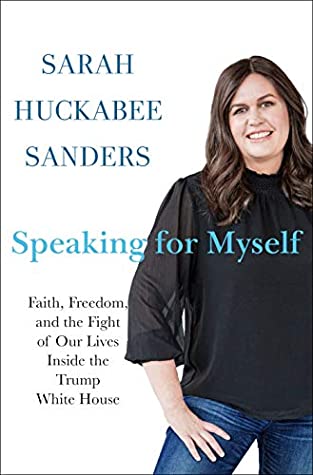 SARAH
HUCKABEE
SANDERS
Speaking for Myself
Faith, Freedom,
and the Fight
of Our Lives
Inside the
Trump
White House